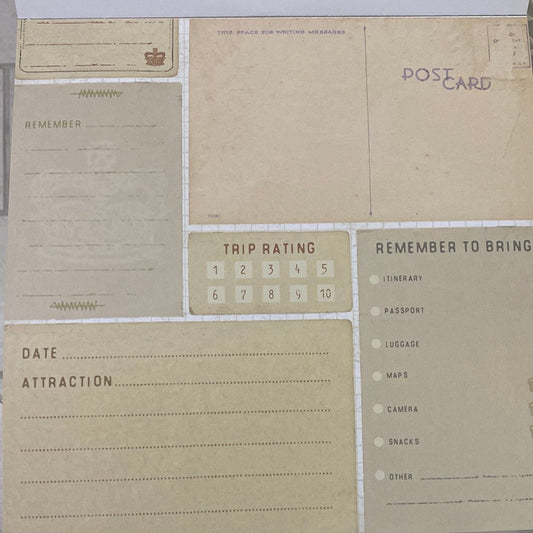 THIS SPACE FOR WRITING MESSAGES
POST CARD
REMEMBER
TRIP RATING
1 2 3 4 5
6 7 8 9 10
REMEMBER TO BRING
ITINERARY
PASSPORT
LUGGAGE
MAPS
CAMERA
SNACKS
OTHER
DATE
ATTRACTION